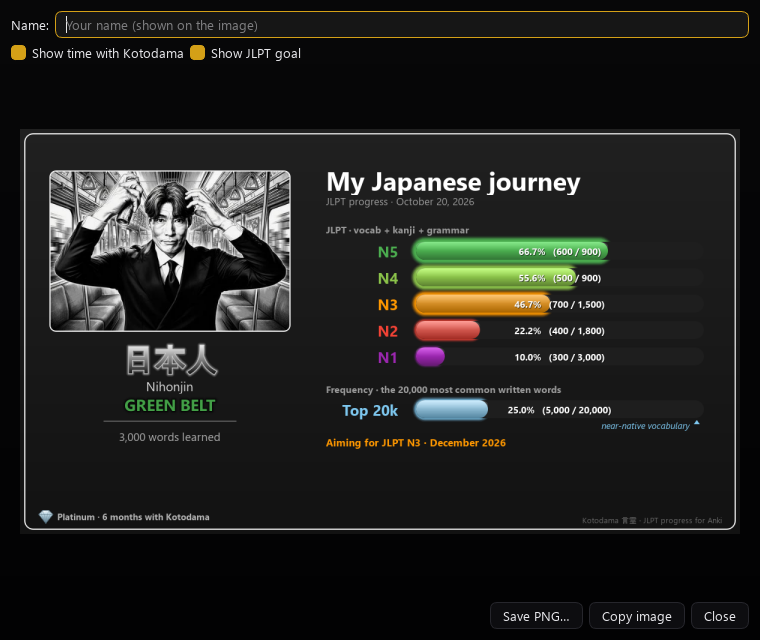 Name: Your name (shown on the image)
Show time with Kotodama Show JLPT goal
My Japanese journey
JLPT progress · October 20, 2026
JLPT · vocab + kanji + grammar
N5 66.7% (600 / 900)
N4 55.6% (500 / 900)
N3 46.7% (700 / 1,500)
N2 22.2% (400 / 1,800)
N1 10.0% (300 / 3,000)
Frequency · the 20,000 most common written words
Top 20k 25.0% (5,000 / 20,000)
near-native vocabulary
Aiming for JLPT N3 · December 2026
日本人
Nihonjin
GREEN BELT
3,000 words learned
Platinum · 6 months with Kotodama
Kotodama 言霊 · JLPT progress for Anki
Save PNG... Copy image Close